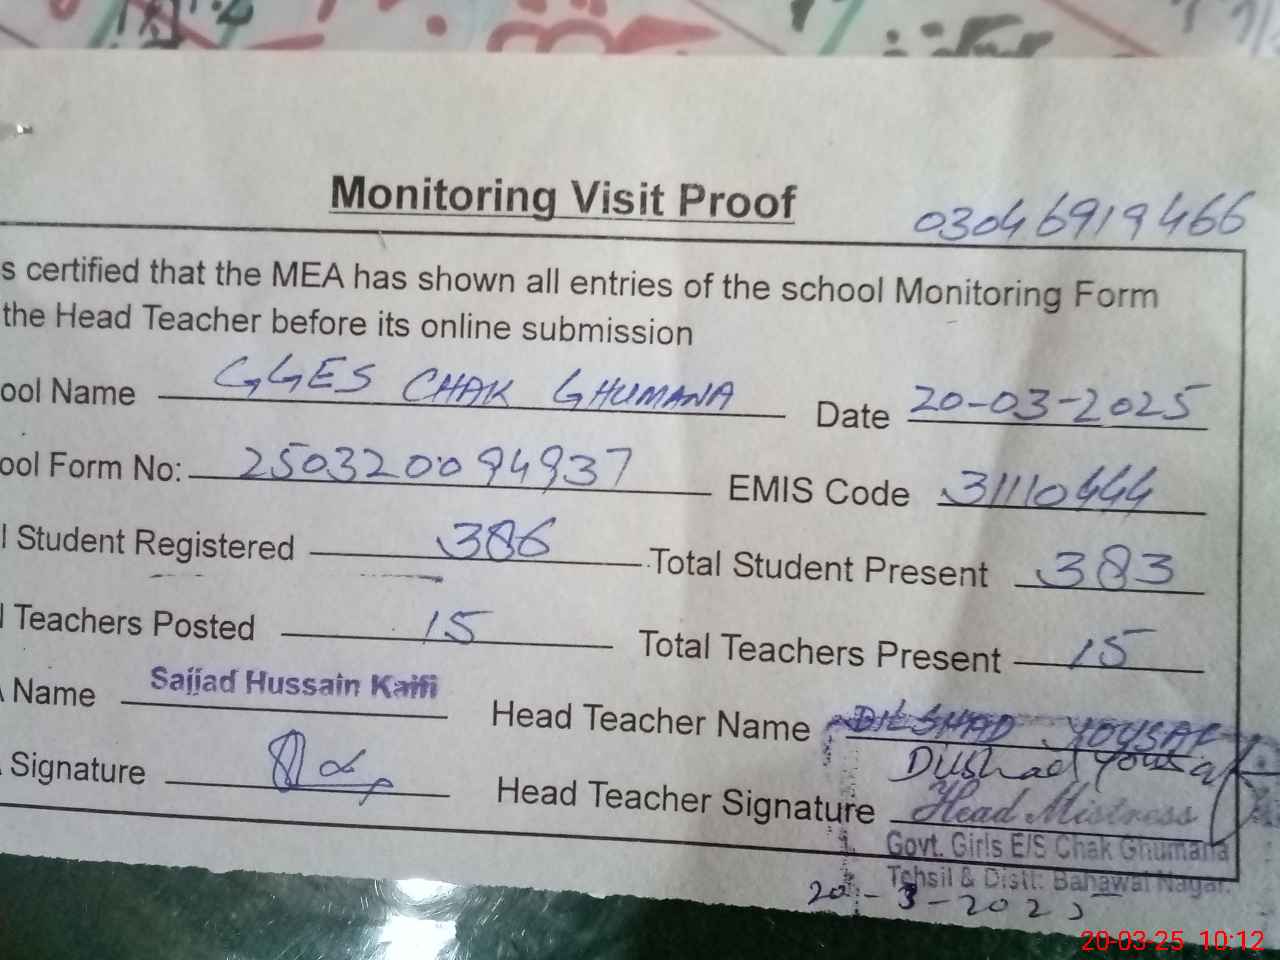 Monitoring Visit Proof
03046919466
s certified that the MEA has shown all entries of the school Monitoring Form
the Head Teacher before its online submission
ool Name GGES CHAK GHUMANA Date 20-03-2025
ool Form No: 250320094937 EMIS Code 31110444
l Student Registered 386 Total Student Present 383
l Teachers Posted 15 Total Teachers Present 15
Name Sajjad Hussain Kaifi Head Teacher Name DILSHAD YOUSAF
Signature Head Teacher Signature Dilshad Yousaf
Head Mistress
Govt. Girls E/S Chak Ghumana
Tehsil & Distt: Bahawal Nagar.
20-3-2025
20-03-25 10:12